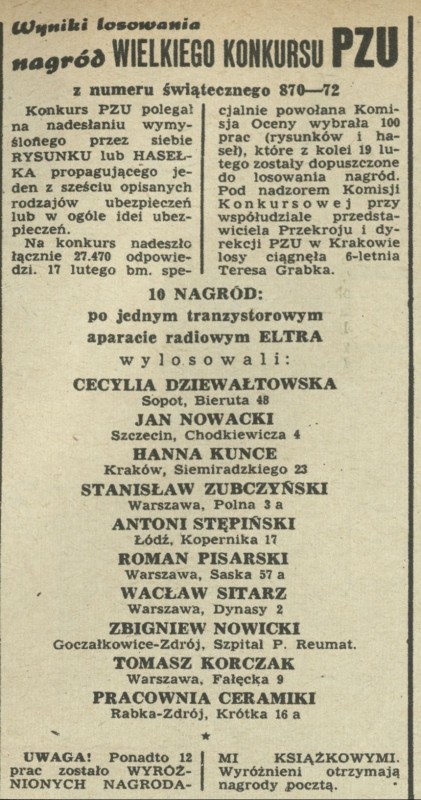 Wyniki losowania
nagród WIELKIEGO KONKURSU PZU
z numeru świątecznego 870—72
Konkurs PZU polegał
na nadesłaniu wymy-
ślonego przez siebie
RYSUNKU lub HASEŁ-
KA propagującego je-
den z sześciu opisanych
rodzajów ubezpieczeń
lub w ogóle idei ubez-
pieczeń.
Na konkurs nadeszło
łącznie 27.470 odpowie-
dzi. 17 lutego bm. spe-
cjalnie powołana Komi-
sja Oceny wybrała 100
prac (rysunków i ha-
seł), które z kolei 19 lu-
tego zostały dopuszczone
do losowania nagród.
Pod nadzorem Komisji
Konkursowej przy
współudziale przedsta-
wiciela Przekroju i dy-
rekcji PZU w Krakowie
losy ciągnęła 6-letnia
Teresa Grabka.
10 NAGRÓD:
po jednym tranzystorowym
aparacie radiowym ELTRA
wylosowali:
CECYLIA DZIEWAŁTOWSKA
Sopot, Bieruta 48
JAN NOWACKI
Szczecin, Chodkiewicza 4
HANNA KUNCE
Kraków, Siemiradzkiego 23
STANISŁAW ZUBCZYŃSKI
Warszawa, Polna 3 a
ANTONI STĘPIŃSKI
Łódź, Kopernika 17
ROMAN PISARSKI
Warszawa, Saska 57 a
WACŁAW SITARZ
Warszawa, Dynasy 2
ZBIGNIEW NOWICKI
Goczałkowice-Zdrój, Szpital P. Reumat.
TOMASZ KORCZAK
Warszawa, Fałęcka 9
PRACOWNIA CERAMIKI
Rabka-Zdrój, Krótka 16 a
★
UWAGA! Ponadto 12
prac zostało WYRÓŻ-
NIONYCH NAGRODA-
MI KSIĄŻKOWYMI.
Wyróżnieni otrzymają
nagrody pocztą.